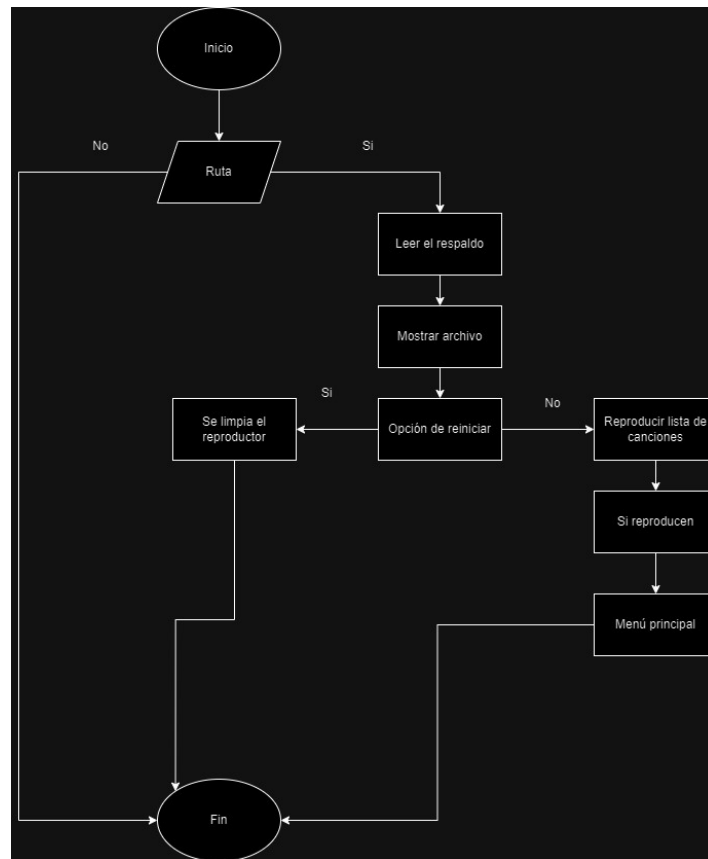 Inicio
No
Si
Ruta
Leer el respaldo
Mostrar archivo
Si
No
Se limpia el
reproductor
Opción de reiniciar
Reproducir lista de
canciones
Si reproducen
Menú principal
Fin